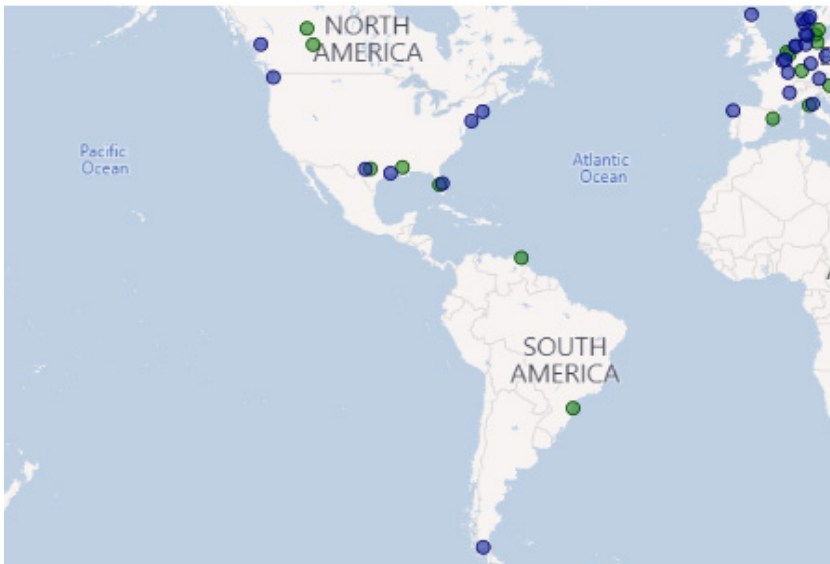 NORTH
AMERICA
Pacific
Ocean
Atlantic
Ocean
SOUTH
AMERICA